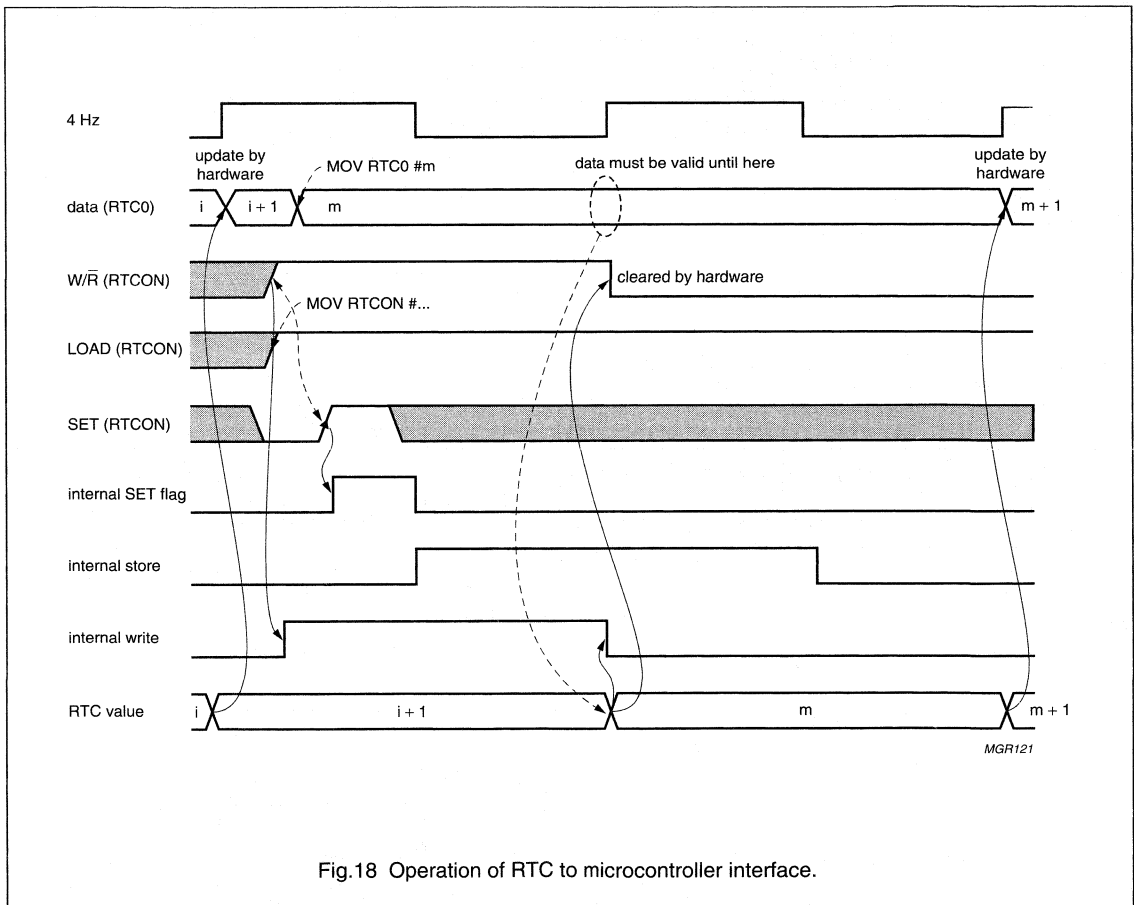 4 Hz
update by
hardware
MOV RTC0 #m
data must be valid until here
update by
hardware
data (RTC0)
i
i + 1
m
m + 1
W/R̅ (RTCON)
cleared by hardware
MOV RTCON #...
LOAD (RTCON)
SET (RTCON)
internal SET flag
internal store
internal write
RTC value
i
i + 1
m
m + 1
MGR121
Fig.18 Operation of RTC to microcontroller interface.